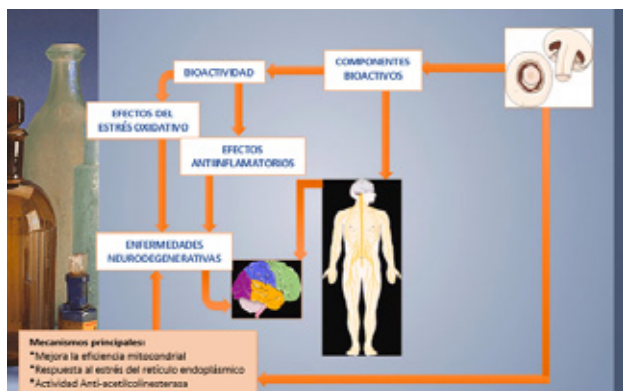 COMPONENTES
BIOACTIVOS
BIOACTIVIDAD
EFECTOS DEL
ESTRÉS OXIDATIVO
EFECTOS
ANTIINFLAMATORIOS
ENFERMEDADES
NEURODEGENERATIVAS
Mecanismos principales:
*Mejora la eficiencia mitocondrial
*Respuesta al estrés del retículo endoplásmico
*Actividad Anti-acetilcolinesterasa